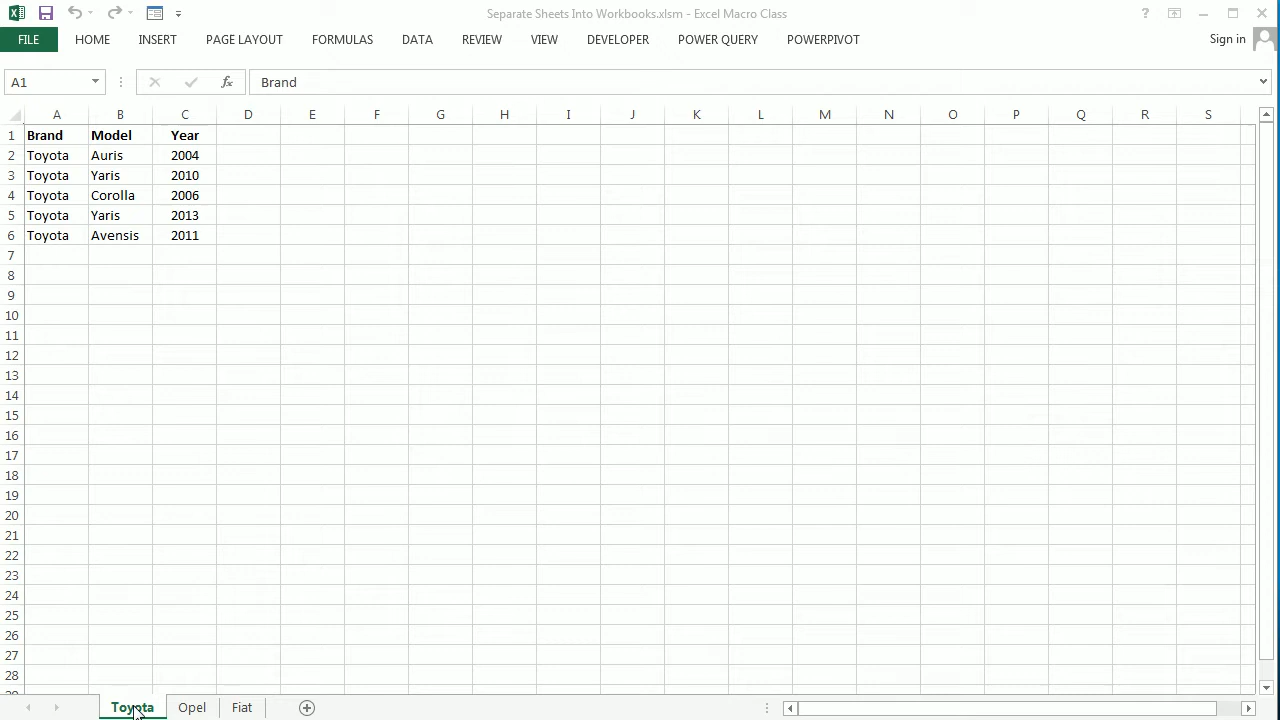 Separate Sheets Into Workbooks.xlsm - Excel Macro Class
?
FILE HOME INSERT PAGE LAYOUT FORMULAS DATA REVIEW VIEW DEVELOPER POWER QUERY POWERPIVOT Sign in
A1 fx Brand
A B C D E F G H I J K L M N O P Q R S
1 Brand Model Year
2 Toyota Auris 2004
3 Toyota Yaris 2010
4 Toyota Corolla 2006
5 Toyota Yaris 2013
6 Toyota Avensis 2011
7
8
9
10
11
12
13
14
15
16
17
18
19
20
21
22
23
24
25
26
27
28
29
Toyota Opel Fiat